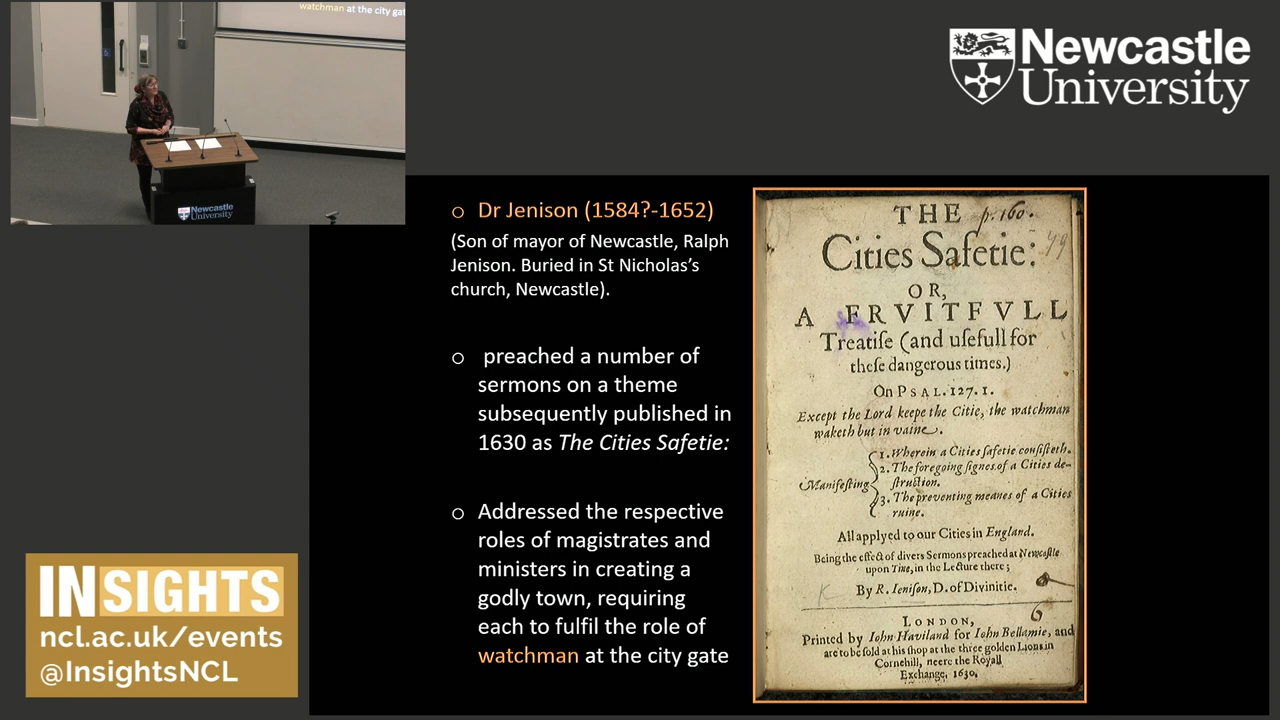 watchman at the city gat
Newcastle
University
Newcastle
University
o Dr Jenison (1584?-1652)
(Son of mayor of Newcastle, Ralph
Jenison. Buried in St Nicholas's
church, Newcastle).
o preached a number of
sermons on a theme
subsequently published in
1630 as The Cities Safetie:
o Addressed the respective
roles of magistrates and
ministers in creating a
godly town, requiring
each to fulfil the role of
watchman at the city gate
THE p. 160.
Cities Safetie: 49
OR,
A FRVITFVLL
Treatiſe (and uſefull for
theſe dangerous times.)
On PSAL. 127. 1.
Except the Lord keepe the Citie, the watchman
waketh but in vaine.
Manifeſting
1. Wherein a Cities ſafetie conſiſteth.
2. The foregoing ſignes of a Cities de-
ſtruction.
3. The preventing meanes of a Cities
ruine.
All applyed to our Cities in England.
Being the effect of divers Sermons preached at Newcaſtle
upon Tine, in the Lecture there;
K By R. Ieniſon, D. of Divinitie.
6
LONDON,
Printed by Iohn Haviland for Iohn Bellamie, and
are to be ſold at his ſhop at the three golden Lions in
Cornehill, neere the Royall
Exchange, 1630.
INSIGHTS
ncl.ac.uk/events
@InsightsNCL